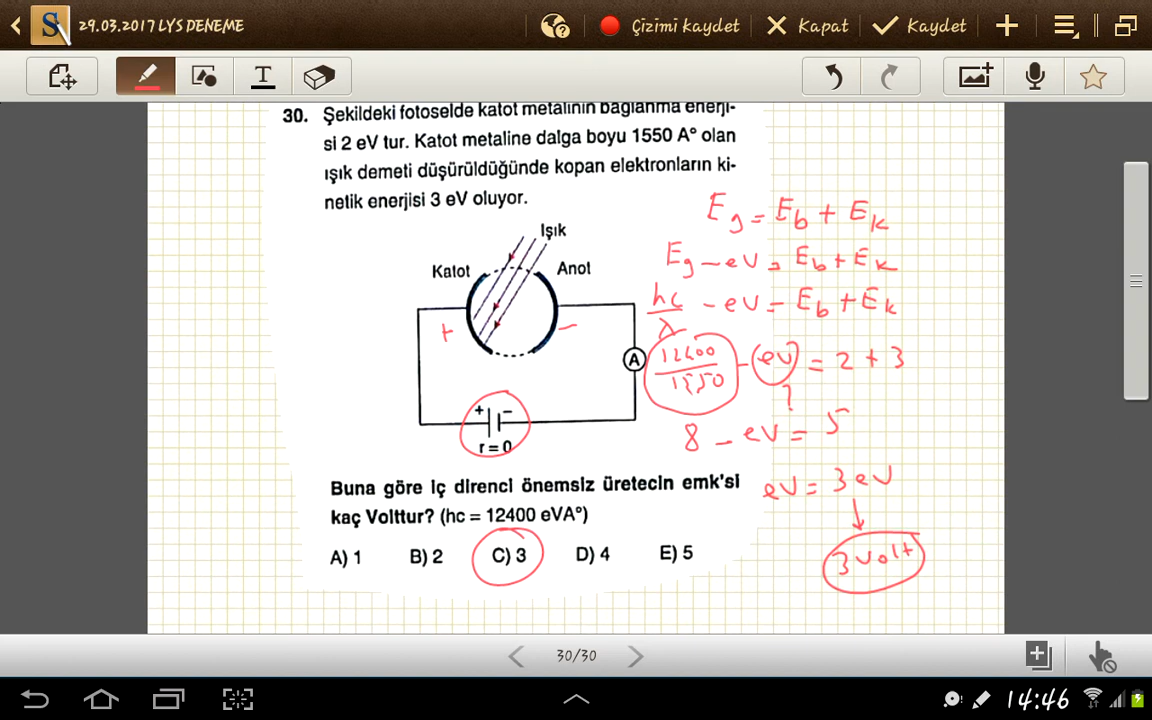 29.03.2017 LYS DENEME
Çizimi kaydet
Kapat
Kaydet
T
30. Şekildeki fotoselde katot metalinin bağlanma enerji-
si 2 eV tur. Katot metaline dalga boyu 1550 A° olan
ışık demeti düşürüldüğünde kopan elektronların ki-
netik enerjisi 3 eV oluyor.
Işık
Katot
Anot
+
−
A
+ −
r = 0
Eg = Eb + Ek
Eg − eV = Eb + Ek
hc/λ − eV = Eb + Ek
12400/1550 − eV = 2 + 3
?
8 − eV = 5
eV = 3 eV
3 volt
Buna göre iç direnci önemsiz üretecin emk'si
kaç Volttur? (hc = 12400 eVA°)
A) 1 B) 2 C) 3 D) 4 E) 5
30/30
14:46